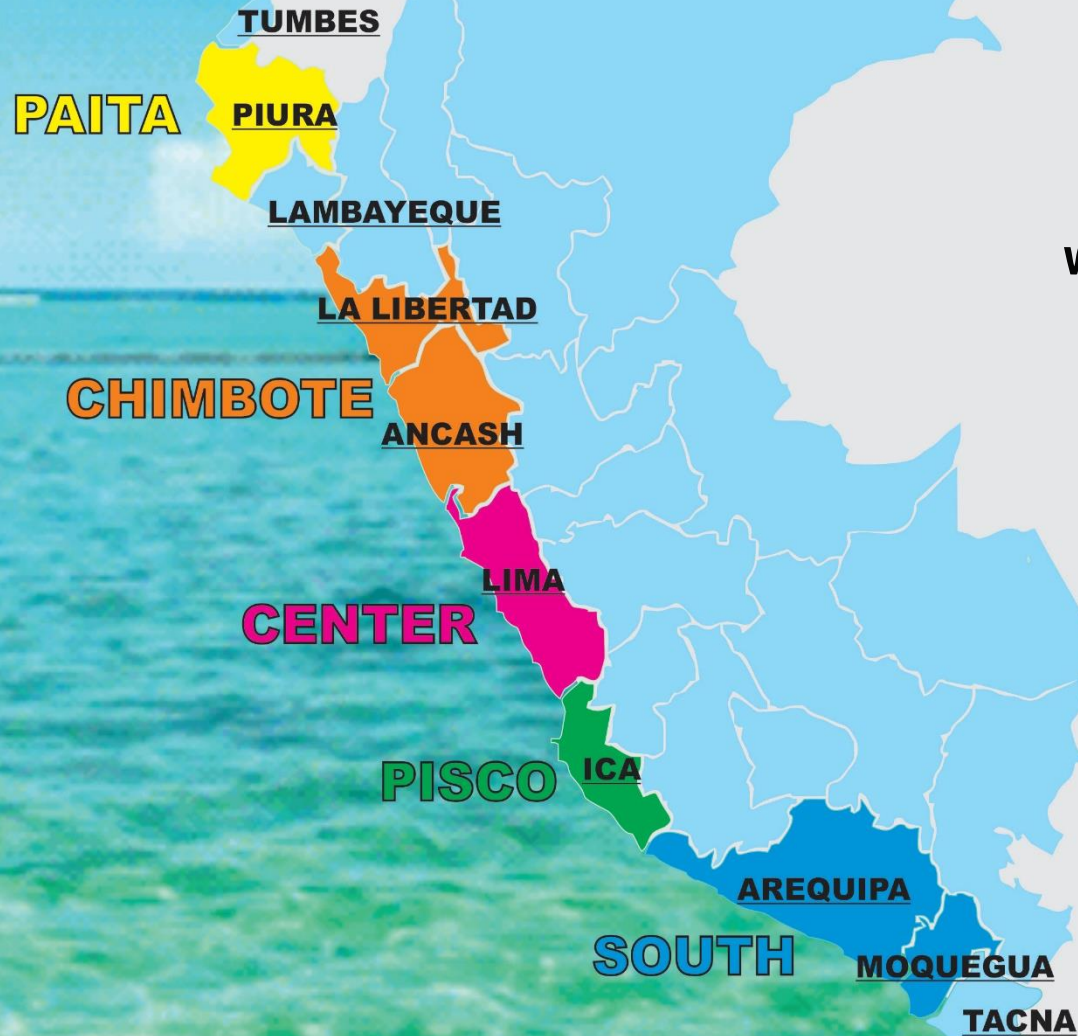 TUMBES
PAITA
PIURA
LAMBAYEQUE
LA LIBERTAD
CHIMBOTE
ANCASH
LIMA
CENTER
PISCO
ICA
AREQUIPA
SOUTH
MOQUEGUA
TACNA